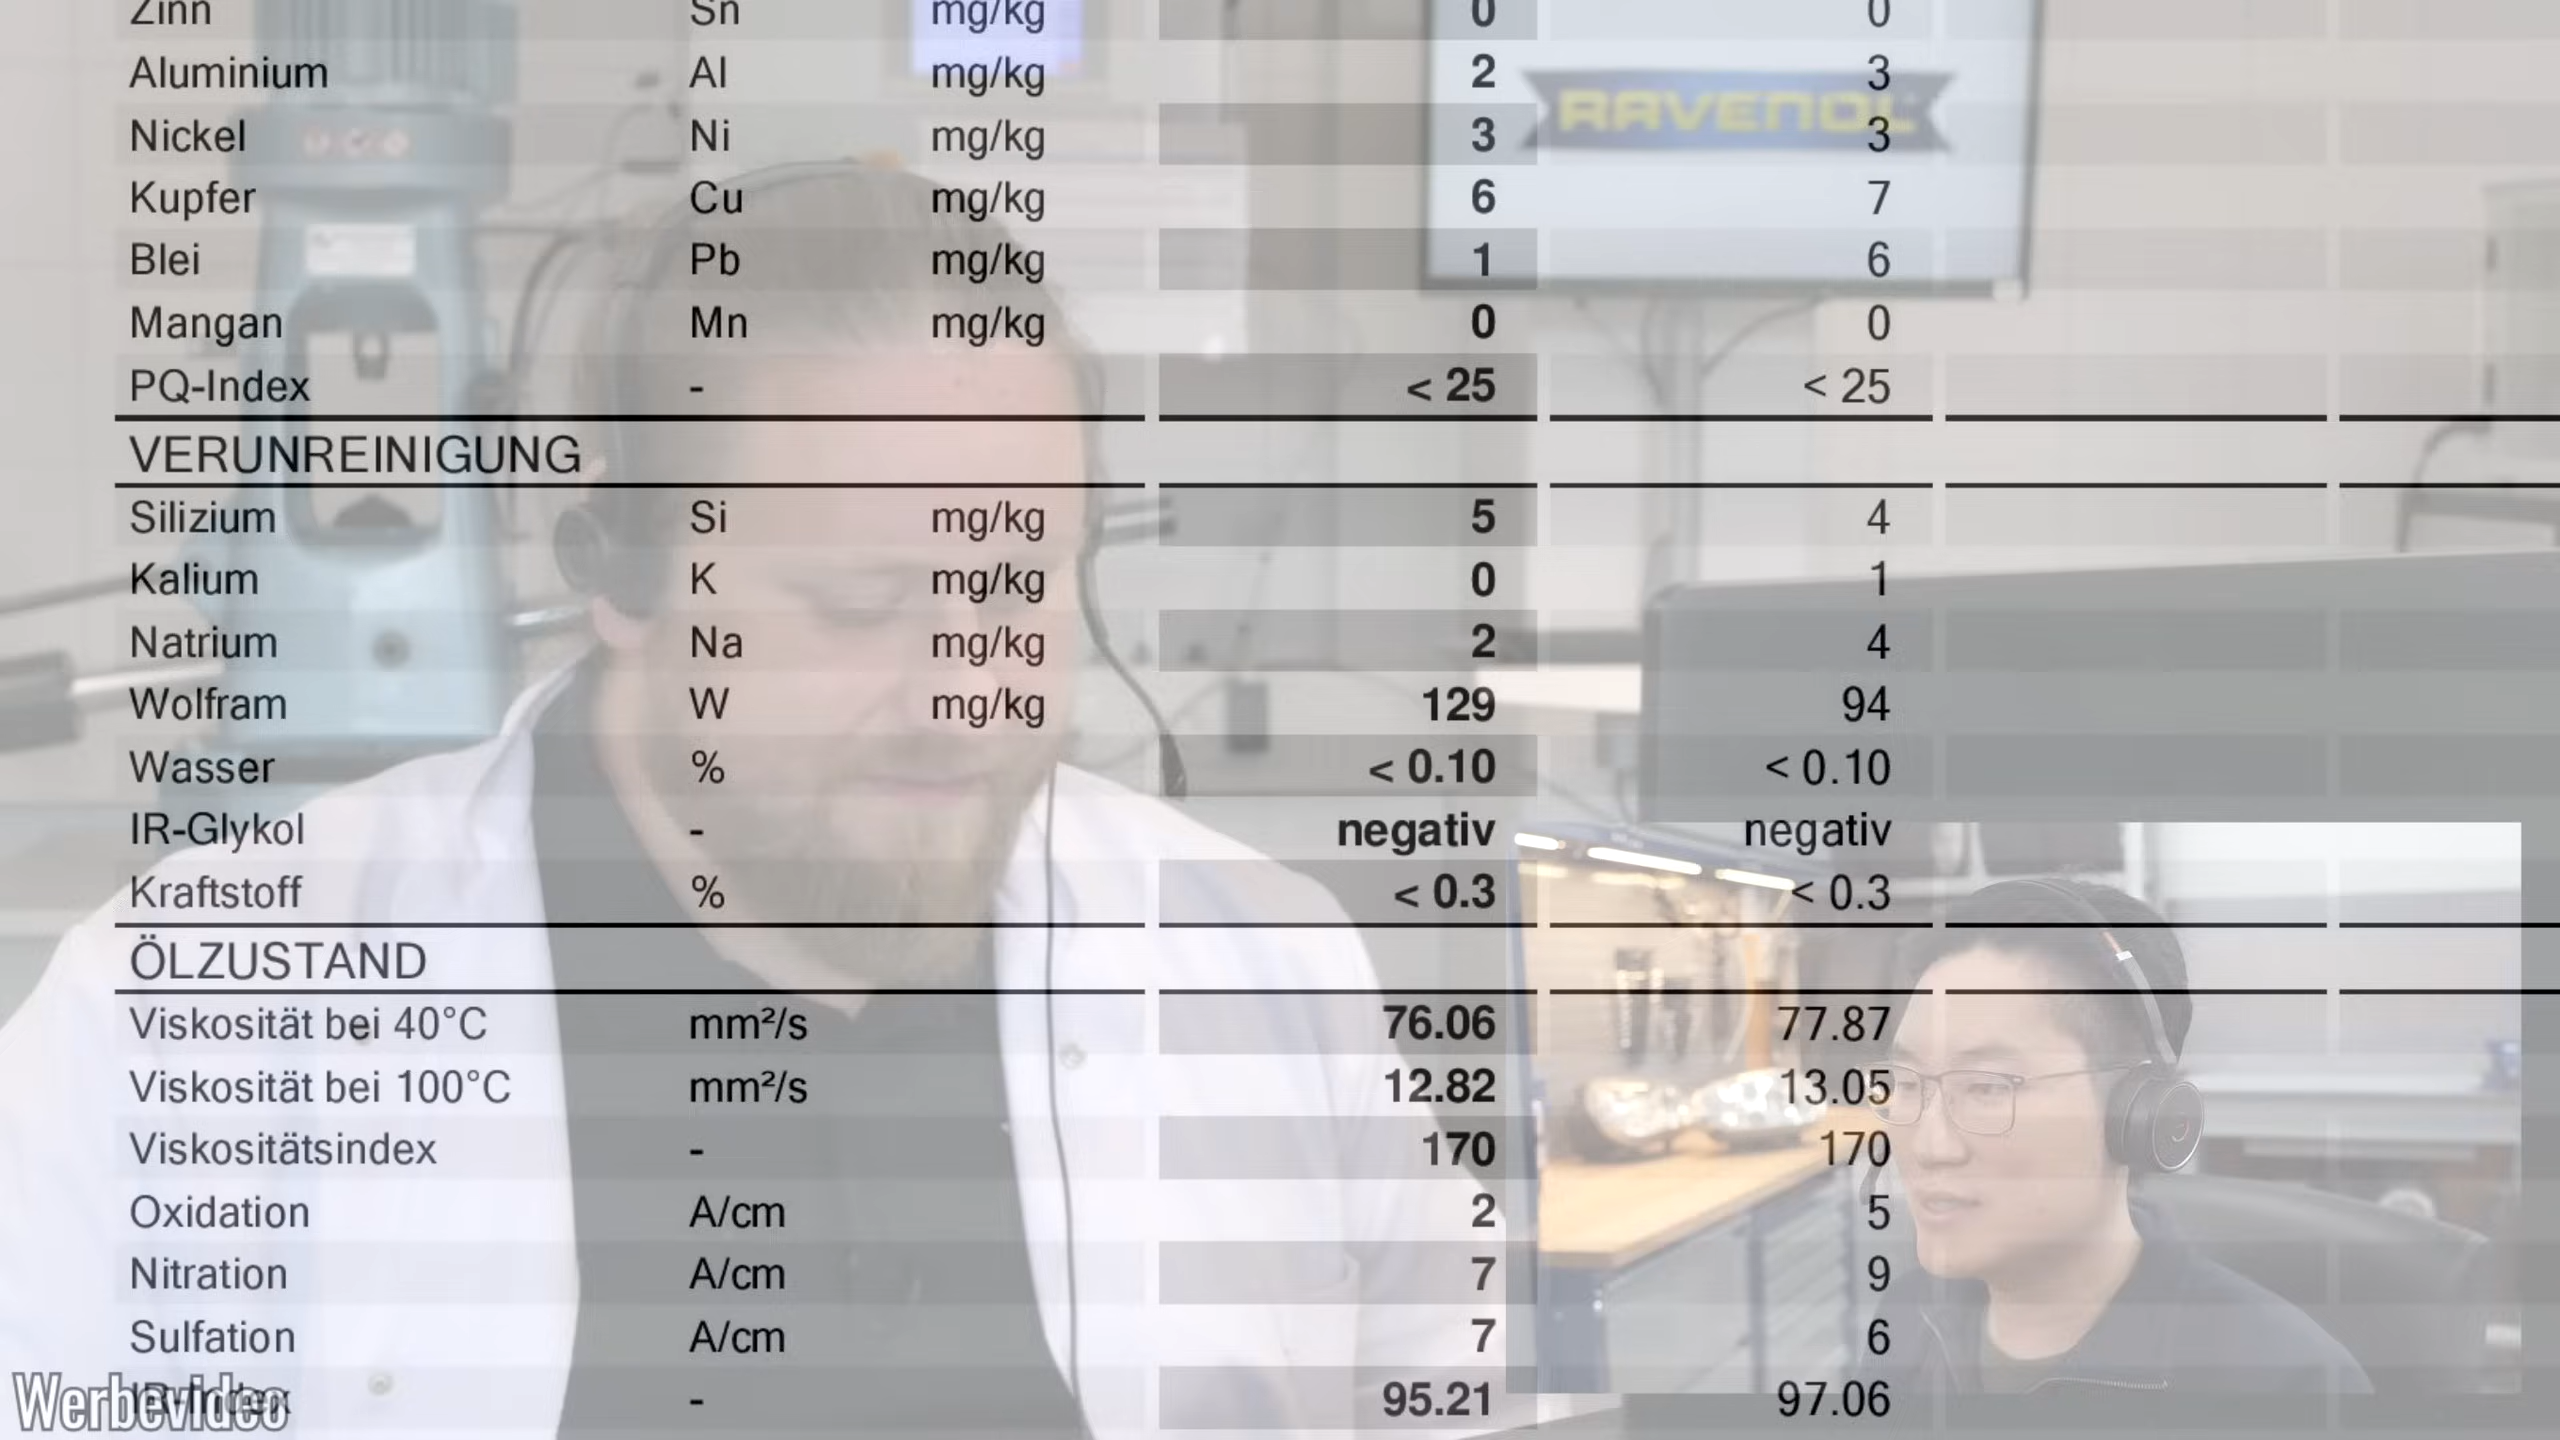 Zinn Sn mg/kg 0 0
Aluminium Al mg/kg 2 3
RAVENOL
Nickel Ni mg/kg 3 3
Kupfer Cu mg/kg 6 7
Blei Pb mg/kg 1 6
Mangan Mn mg/kg 0 0
PQ-Index - < 25 < 25
VERUNREINIGUNG
Silizium Si mg/kg 5 4
Kalium K mg/kg 0 1
Natrium Na mg/kg 2 4
Wolfram W mg/kg 129 94
Wasser % < 0.10 < 0.10
IR-Glykol - negativ negativ
Kraftstoff % < 0.3 < 0.3
ÖLZUSTAND
Viskosität bei 40°C mm²/s 76.06 77.87
Viskosität bei 100°C mm²/s 12.82 13.05
Viskositätsindex - 170 170
Oxidation A/cm 2 5
Nitration A/cm 7 9
Sulfation A/cm 7 6
IR-Index - 95.21 97.06
Werbevideo